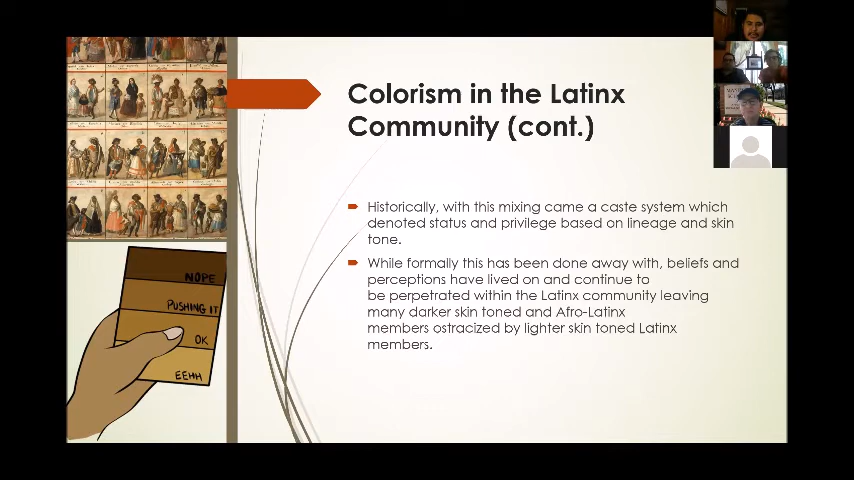 Colorism in the Latinx
Community (cont.)
Historically, with this mixing came a caste system which
denoted status and privilege based on lineage and skin
tone.
While formally this has been done away with, beliefs and
perceptions have lived on and continue to
be perpetrated within the Latinx community leaving
many darker skin toned and Afro-Latinx
members ostracized by lighter skin toned Latinx
members.
NOPE
PUSHING IT
OK
EEHH